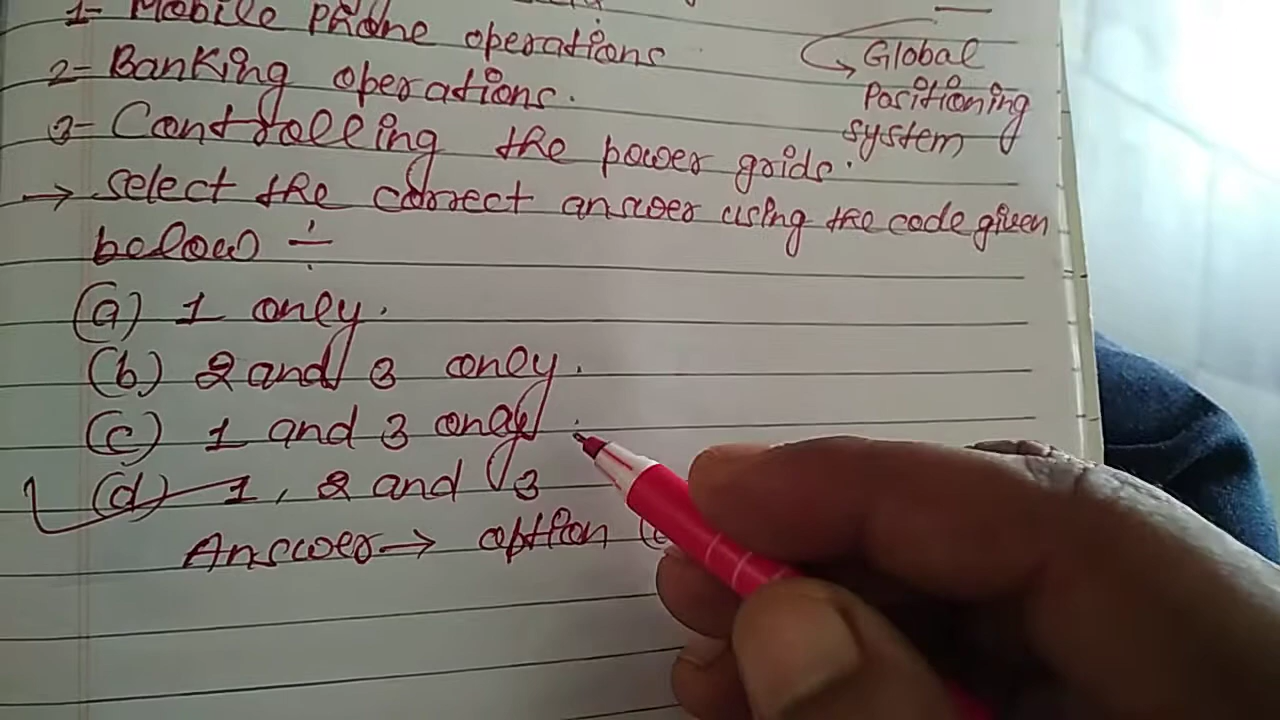 1- Mobile phone operations
2- Banking operations.
3- Controlling the power grids.
Global
Positioning
system
→ select the correct answer using the code given
below ÷
(a) 1 only.
(b) 2 and 3 only.
(c) 1 and 3 only.
(d) 1, 2 and 3
Answer → option